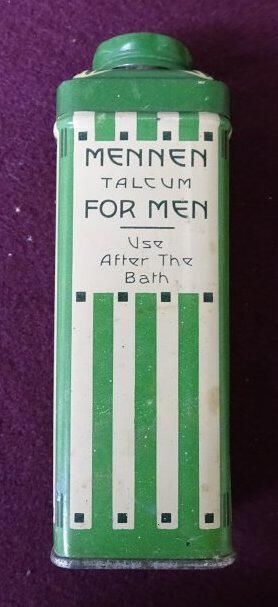 MENNEN
TALCUM
FOR MEN
Use
After The
Bath